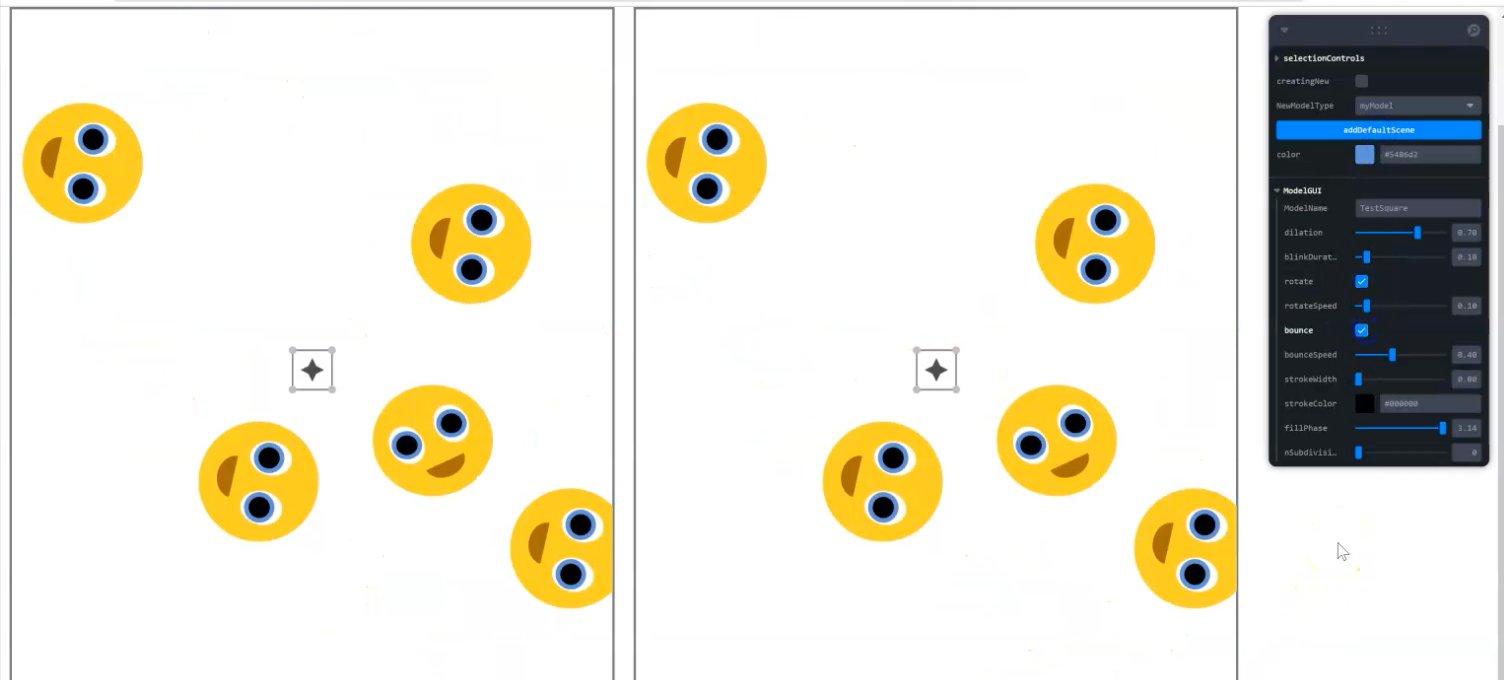 selectionControls
creatingNew
NewModelType myModel
addDefaultScene
color #5486d2
ModelGUI
ModelName TestSquare
dilation 0.70
blinkDurat… 0.10
rotate
rotateSpeed 0.10
bounce
bounceSpeed 0.40
strokeWidth 0.00
strokeColor #000000
fillPhase 3.14
nSubdivisi… 0